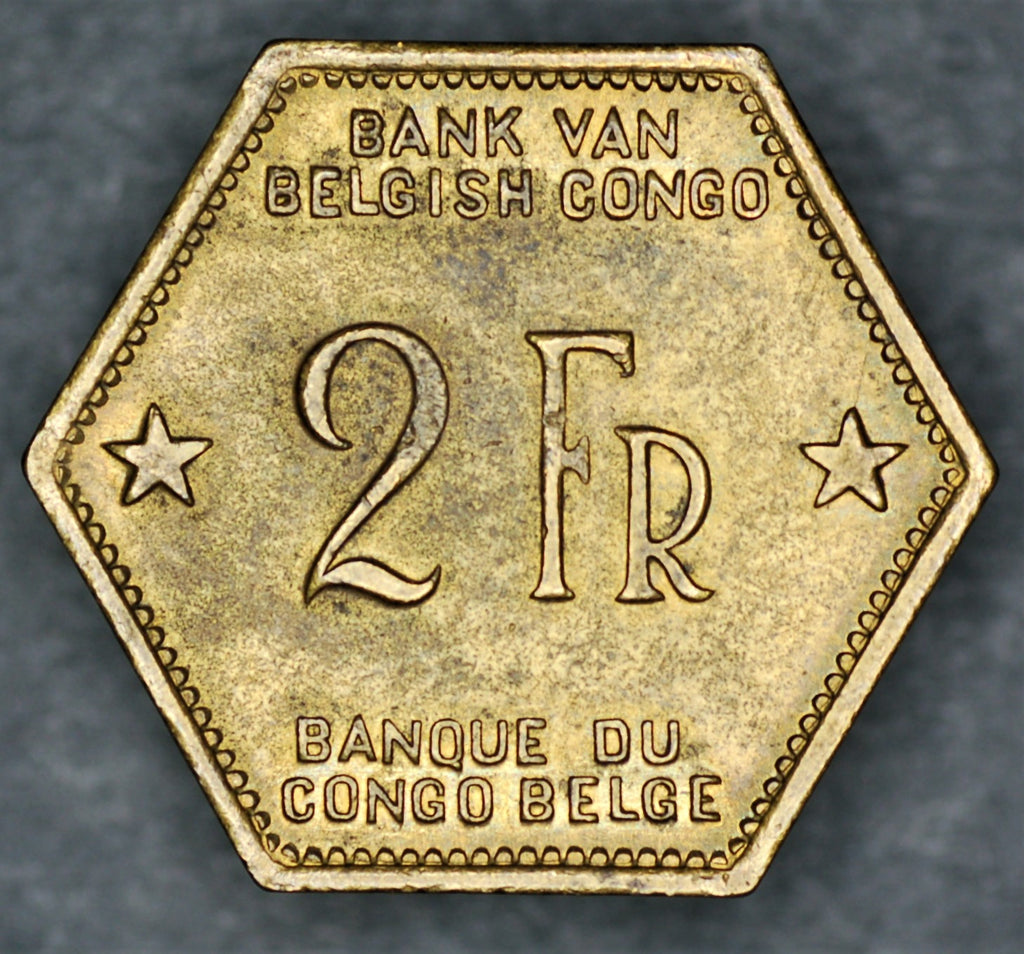 BANK VAN
BELGISH CONGO
2 FR
BANQUE DU
CONGO BELGE